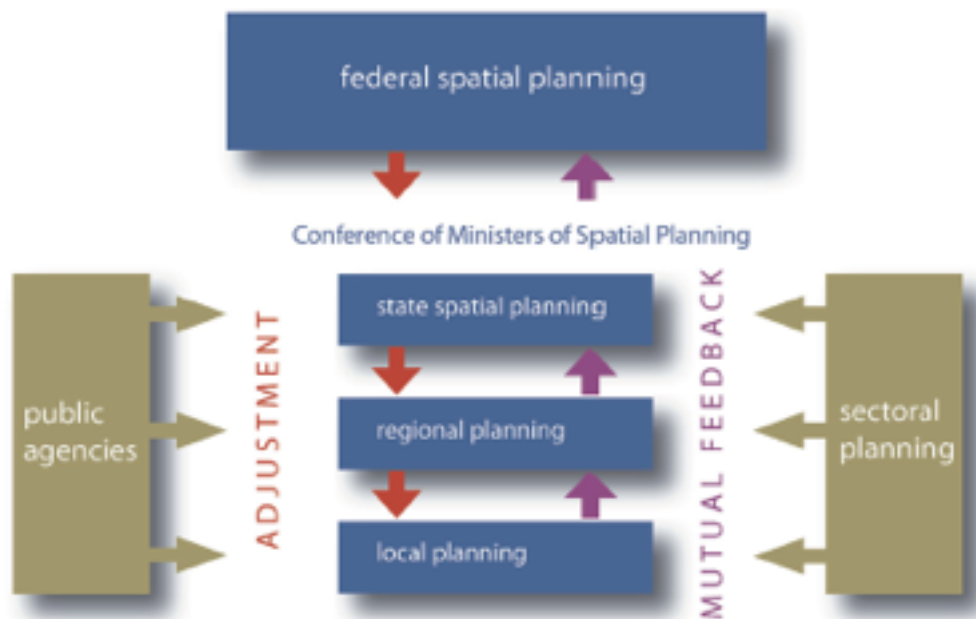 federal spatial planning
Conference of Ministers of Spatial Planning
public
agencies
ADJUSTMENT
state spatial planning
regional planning
local planning
MUTUAL FEEDBACK
sectoral
planning